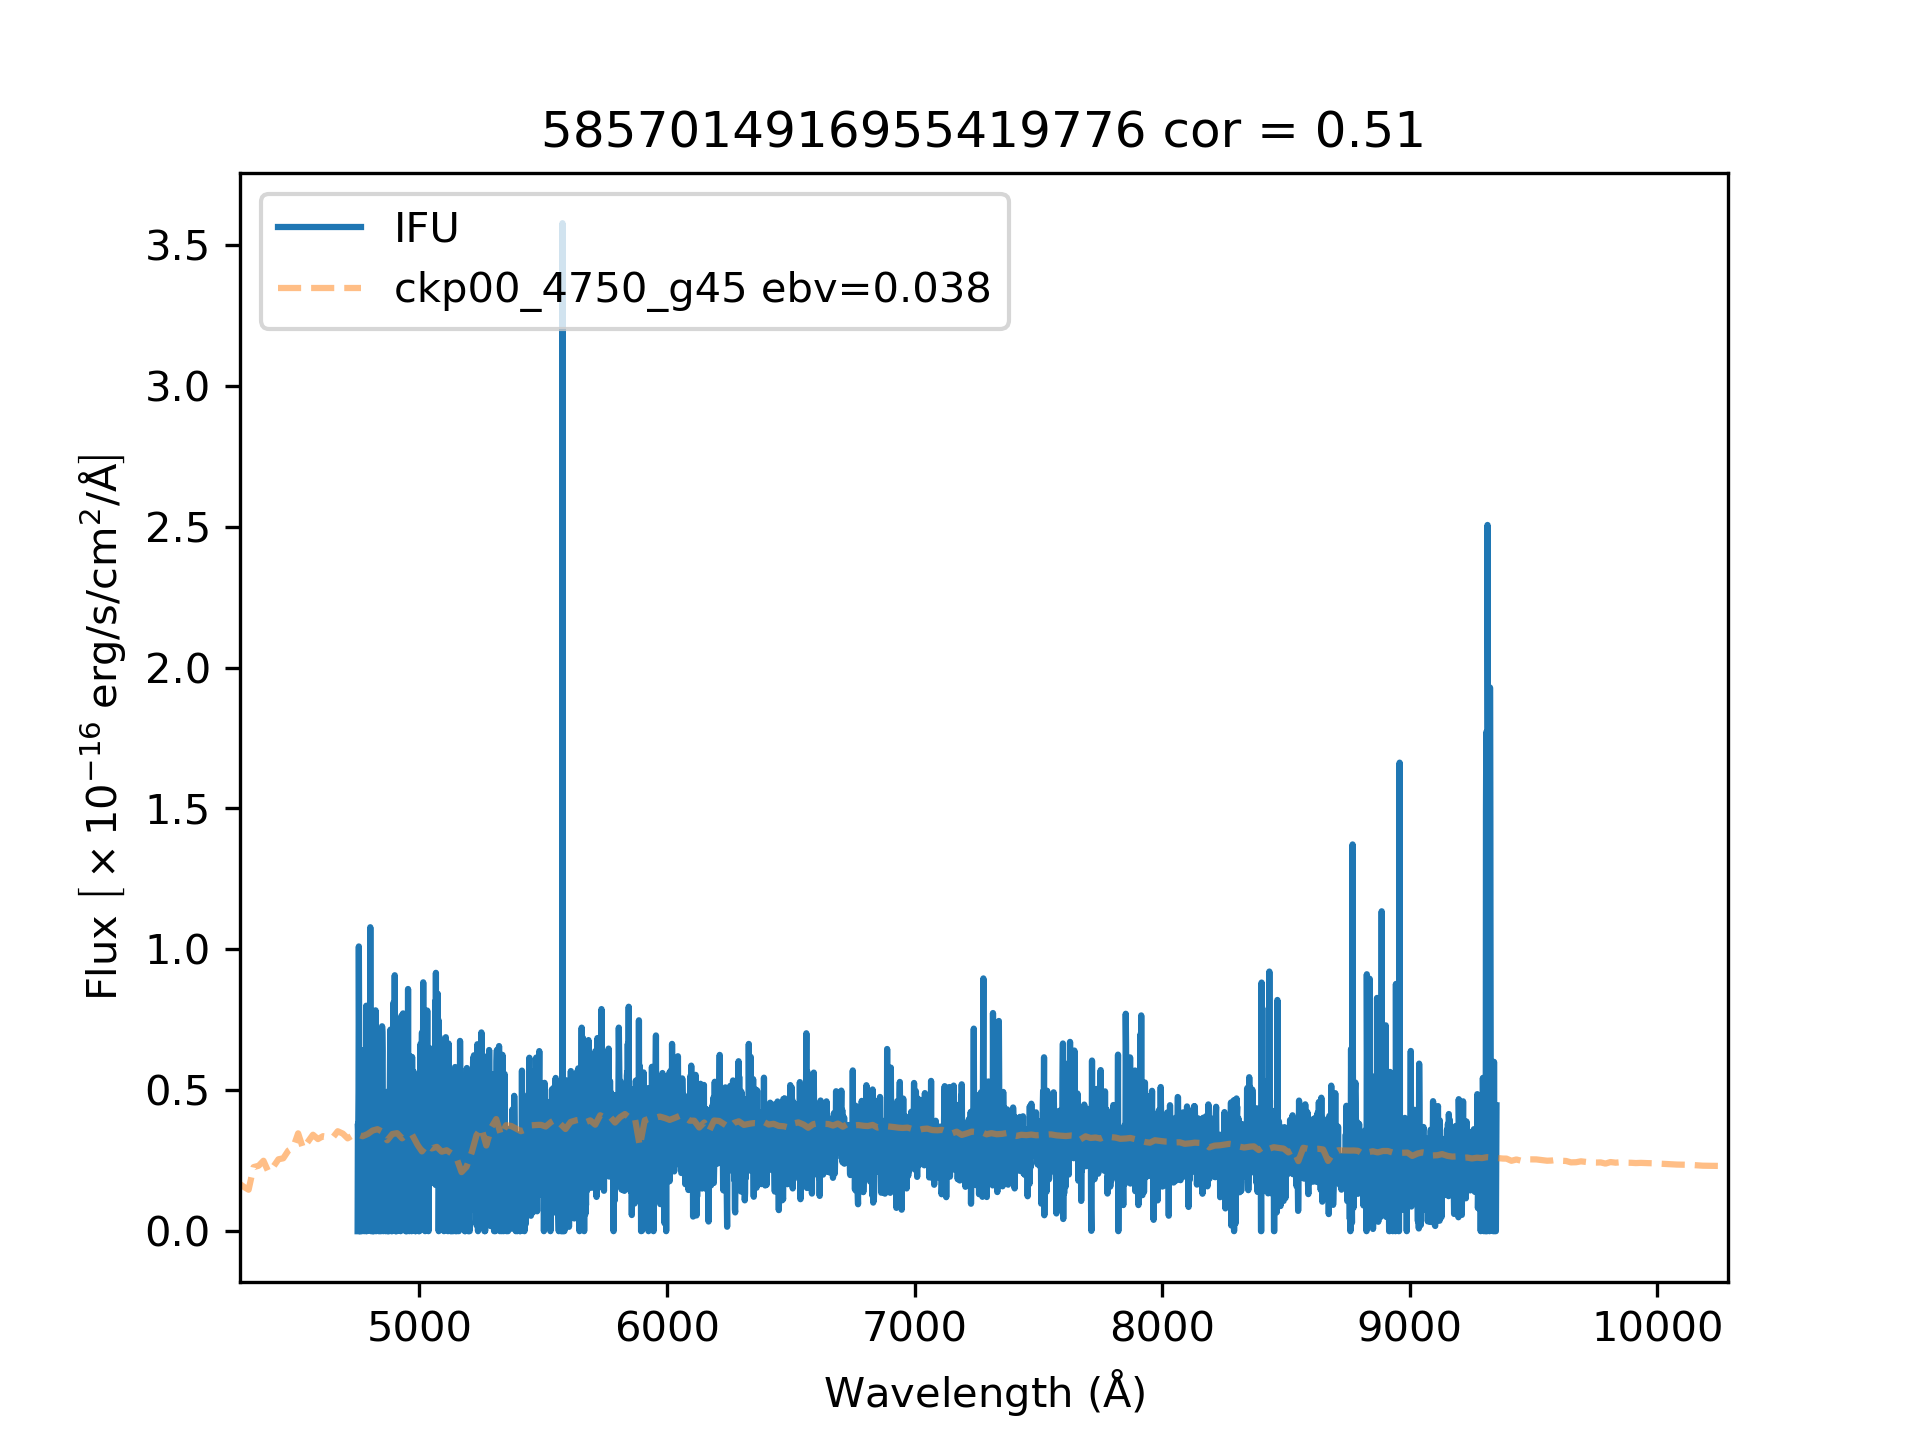 5857014916955419776 cor = 0.51
IFU
ckp00_4750_g45 ebv=0.038
Flux [×10⁻¹⁶ erg/s/cm²/Å]
3.5
3.0
2.5
2.0
1.5
1.0
0.5
0.0
5000 6000 7000 8000 9000 10000
Wavelength (Å)